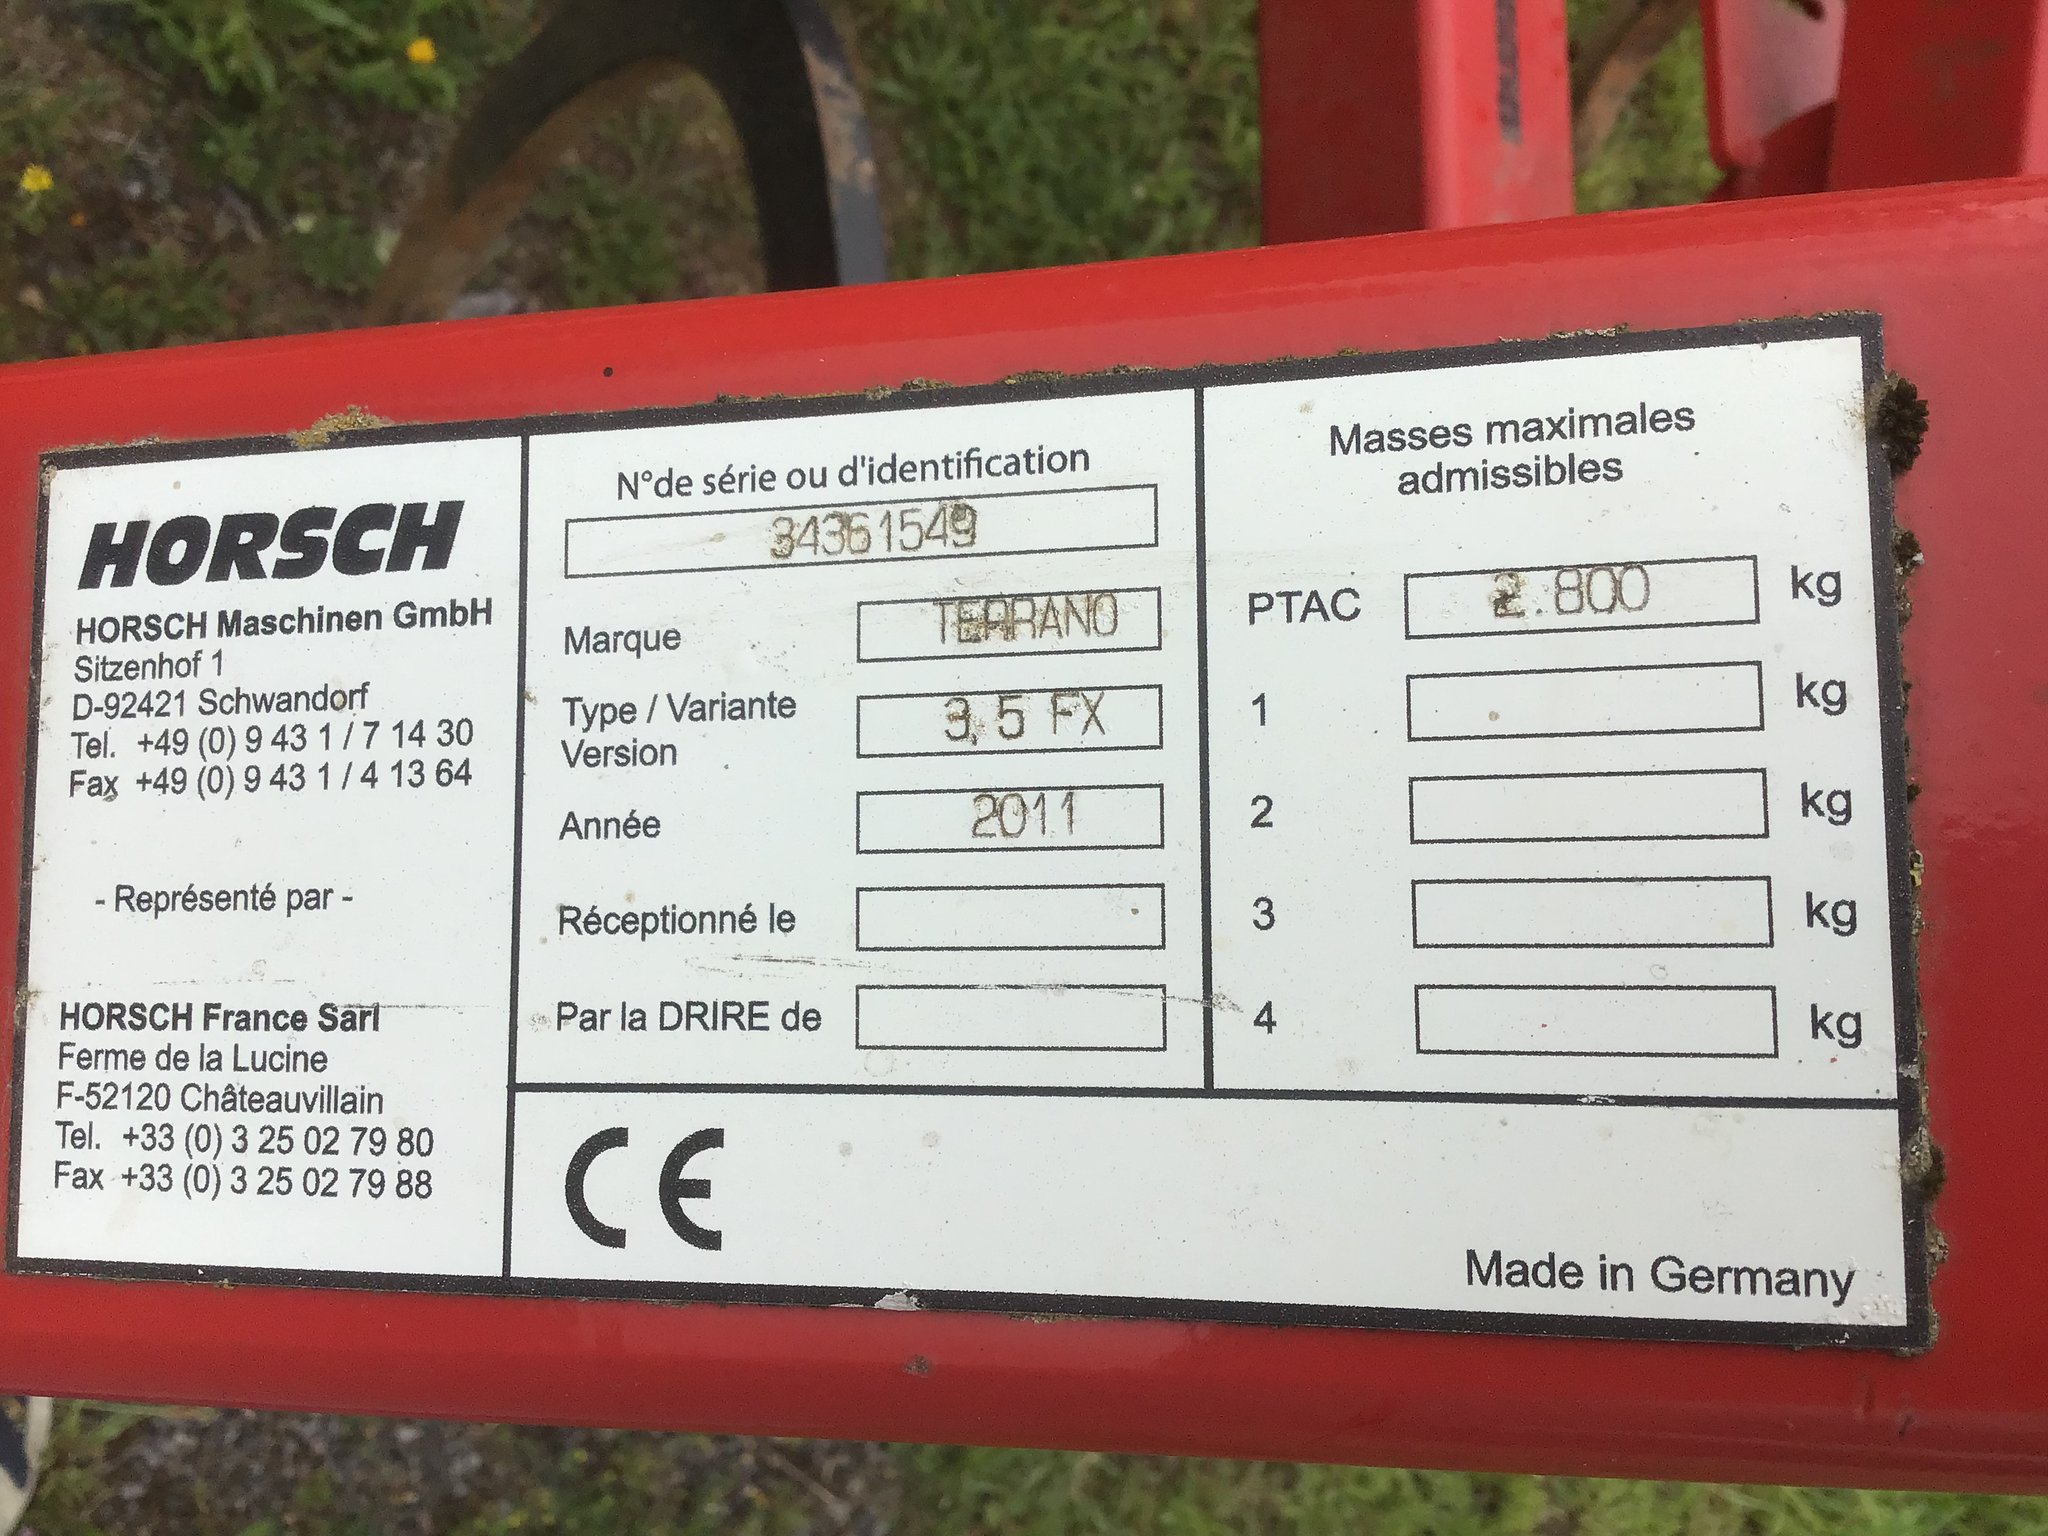 HORSCH
HORSCH Maschinen GmbH
Sitzenhof 1
D-92421 Schwandorf
Tel. +49 (0) 9 43 1 / 7 14 30
Fax +49 (0) 9 43 1 / 4 13 64
- Représenté par -
HORSCH France Sarl
Ferme de la Lucine
F-52120 Châteauvillain
Tel. +33 (0) 3 25 02 79 80
Fax +33 (0) 3 25 02 79 88
N°de série ou d'identification
34361549
Marque TERRANO
Type / Variante
Version 3,5 FX
Année 2011
Réceptionné le
Par la DRIRE de
Masses maximales
admissibles
PTAC 2.800 kg
1 kg
2 kg
3 kg
4 kg
CE
Made in Germany